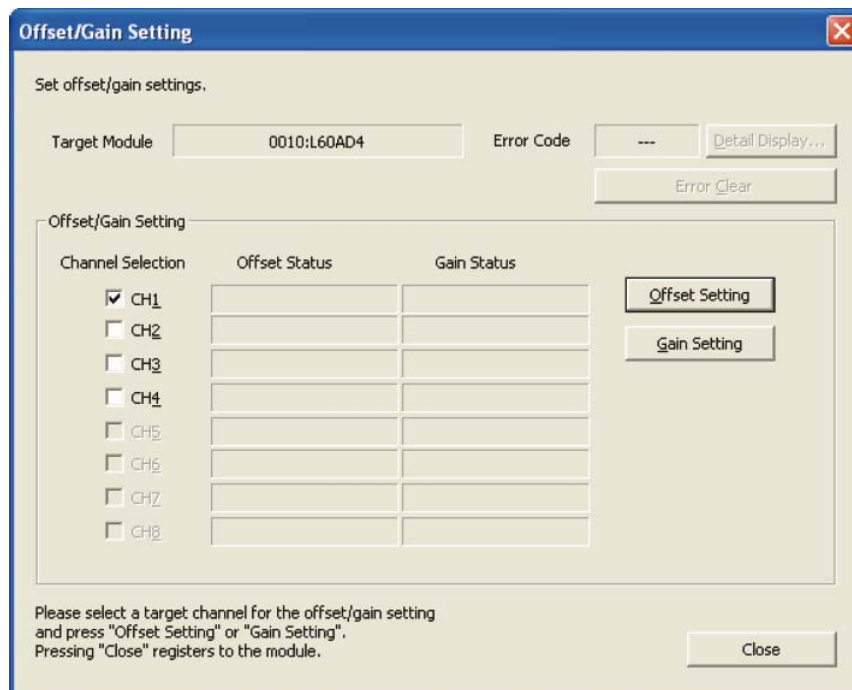 Offset/Gain Setting
Set offset/gain settings.
Target Module 0010:L60AD4 Error Code --- Detail Display...
Error Clear
Offset/Gain Setting
Channel Selection Offset Status Gain Status
CH1 Offset Setting
CH2
Gain Setting
CH3
CH4
CH5
CH6
CH7
CH8
Please select a target channel for the offset/gain setting
and press "Offset Setting" or "Gain Setting".
Pressing "Close" registers to the module.
Close